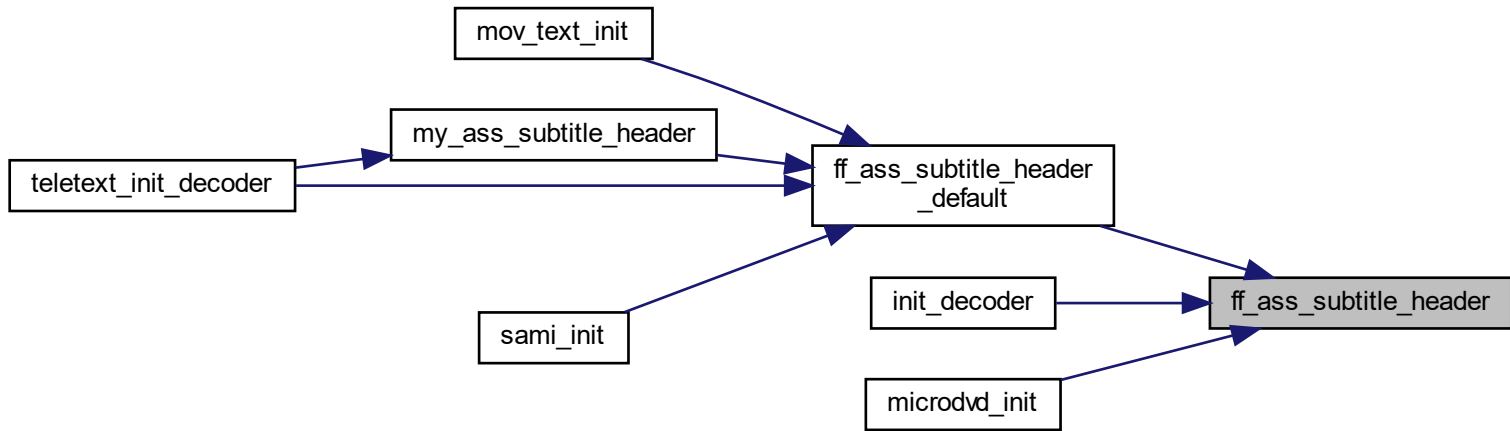 mov_text_init
my_ass_subtitle_header
teletext_init_decoder
ff_ass_subtitle_header
_default
sami_init
init_decoder
ff_ass_subtitle_header
microdvd_init